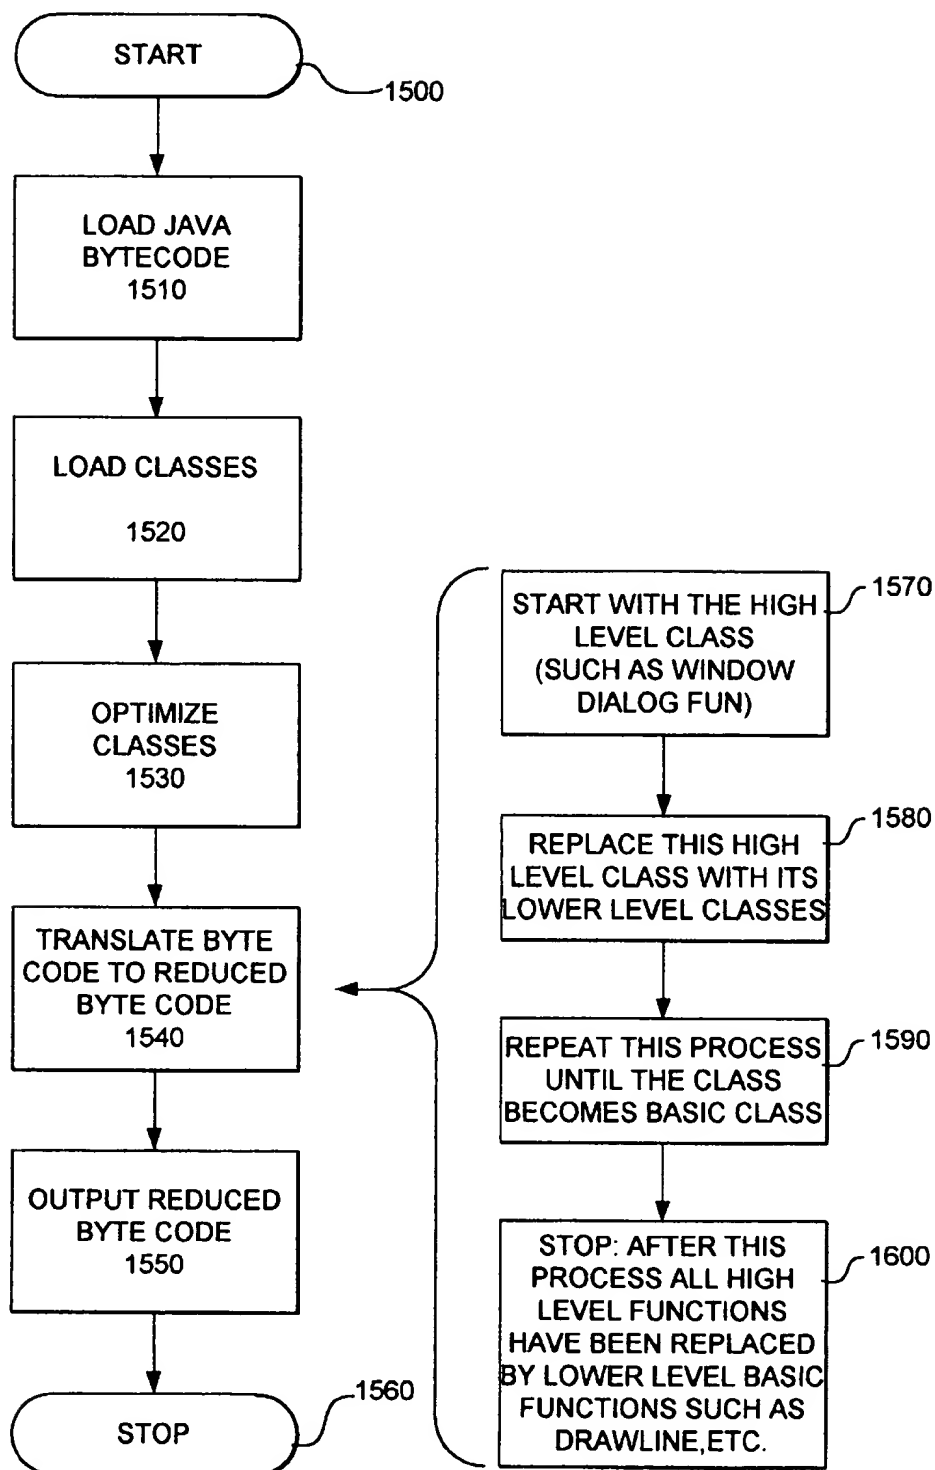 START
1500
LOAD JAVA
BYTECODE
1510
LOAD CLASSES
1520
OPTIMIZE
CLASSES
1530
TRANSLATE BYTE
CODE TO REDUCED
BYTE CODE
1540
OUTPUT REDUCED
BYTE CODE
1550
STOP
1560
START WITH THE HIGH
LEVEL CLASS
(SUCH AS WINDOW
DIALOG FUN)
1570
REPLACE THIS HIGH
LEVEL CLASS WITH ITS
LOWER LEVEL CLASSES
1580
REPEAT THIS PROCESS
UNTIL THE CLASS
BECOMES BASIC CLASS
1590
STOP: AFTER THIS
PROCESS ALL HIGH
LEVEL FUNCTIONS
HAVE BEEN REPLACED
BY LOWER LEVEL BASIC
FUNCTIONS SUCH AS
DRAWLINE,ETC.
1600